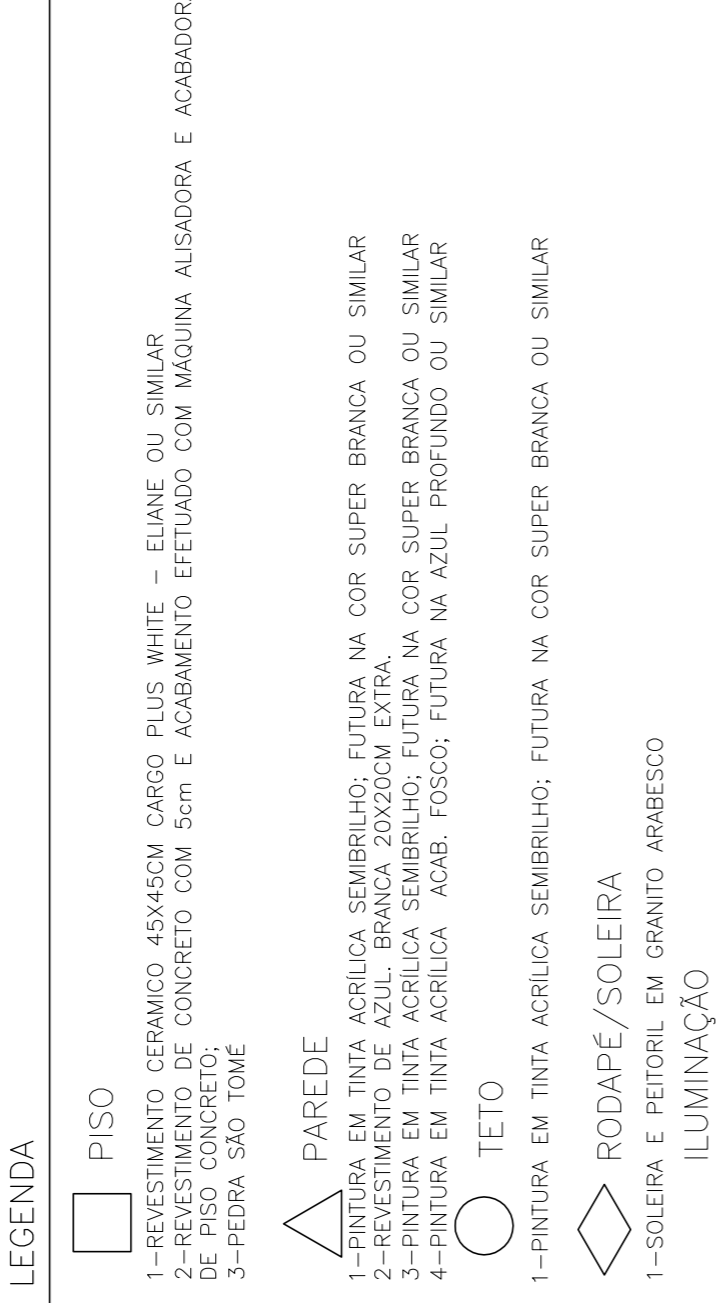 LEGENDA
PISO
1-REVESTIMENTO CERAMICO 45X45CM CARGO PLUS WHITE - ELIANE OU SIMILAR
2-REVESTIMENTO DE CONCRETO COM 5cm E ACABAMENTO EFETUADO COM MÁQUINA ALISADORA E ACABADORA
DE PISO CONCRETO;
3-PEDRA SÃO TOMÉ
PAREDE
1-PINTURA EM TINTA ACRÍLICA SEMIBRILHO; FUTURA NA COR SUPER BRANCA OU SIMILAR
2-REVESTIMENTO DE AZUL. BRANCA 20X20CM EXTRA.
3-PINTURA EM TINTA ACRÍLICA SEMIBRILHO; FUTURA NA COR SUPER BRANCA OU SIMILAR
4-PINTURA EM TINTA ACRÍLICA ACAB. FOSCO; FUTURA NA AZUL PROFUNDO OU SIMILAR
TETO
1-PINTURA EM TINTA ACRÍLICA SEMIBRILHO; FUTURA NA COR SUPER BRANCA OU SIMILAR
RODAPÉ/SOLEIRA
1-SOLEIRA E PEITORIL EM GRANITO ARABESCO
ILUMINAÇÃO